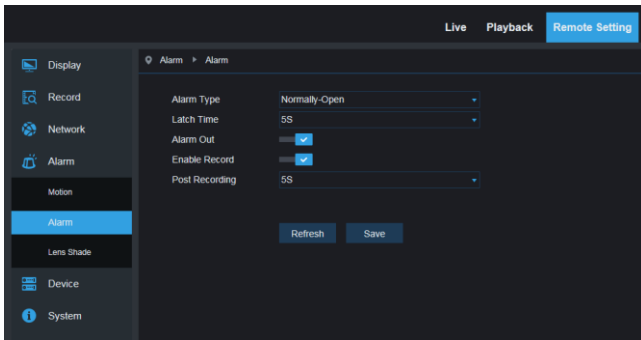 Live Playback Remote Setting
Display
Record
Network
Alarm
Motion
Alarm
Lens Shade
Device
System
Alarm Alarm
Alarm Type Normally-Open
Latch Time 5S
Alarm Out
Enable Record
Post Recording 5S
Refresh Save